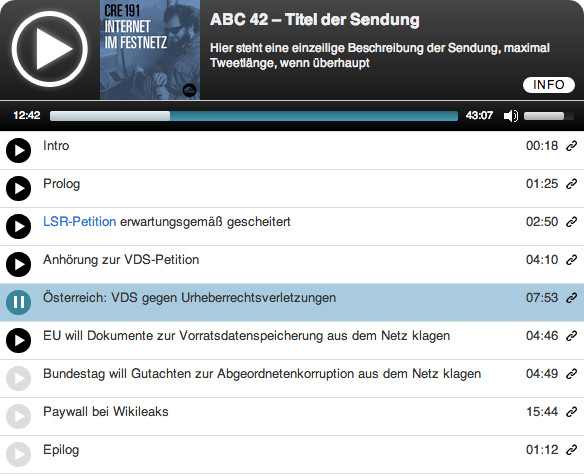 CRE 191
INTERNET
IM FESTNETZ
ABC 42 – Titel der Sendung
Hier steht eine einzeilige Beschreibung der Sendung, maximal
Tweetlänge, wenn überhaupt
INFO
12:42 43:07
Intro 00:18
Prolog 01:25
LSR-Petition erwartungsgemäß gescheitert 02:50
Anhörung zur VDS-Petition 04:10
Österreich: VDS gegen Urheberrechtsverletzungen 07:53
EU will Dokumente zur Vorratsdatenspeicherung aus dem Netz klagen 04:46
Bundestag will Gutachten zur Abgeordnetenkorruption aus dem Netz klagen 04:49
Paywall bei Wikileaks 15:44
Epilog 01:12